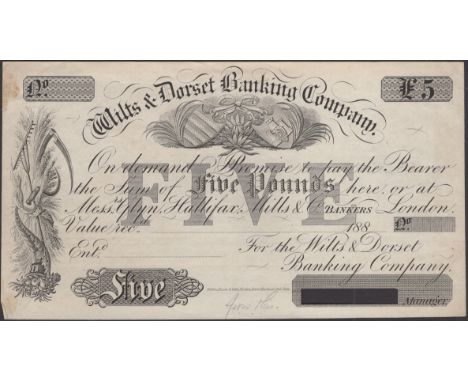 No.
£5
Wilts & Dorset Banking Company.
On demand I Promise to pay the Bearer
the Sum of Five Pounds here, or at
FIVE
Messrs. Glyn, Hallifax, Mills & Co. BANKERS London.
Value rec. 188 No.
Entd. For the Wilts & Dorset
Banking Company.
Five
Manager.